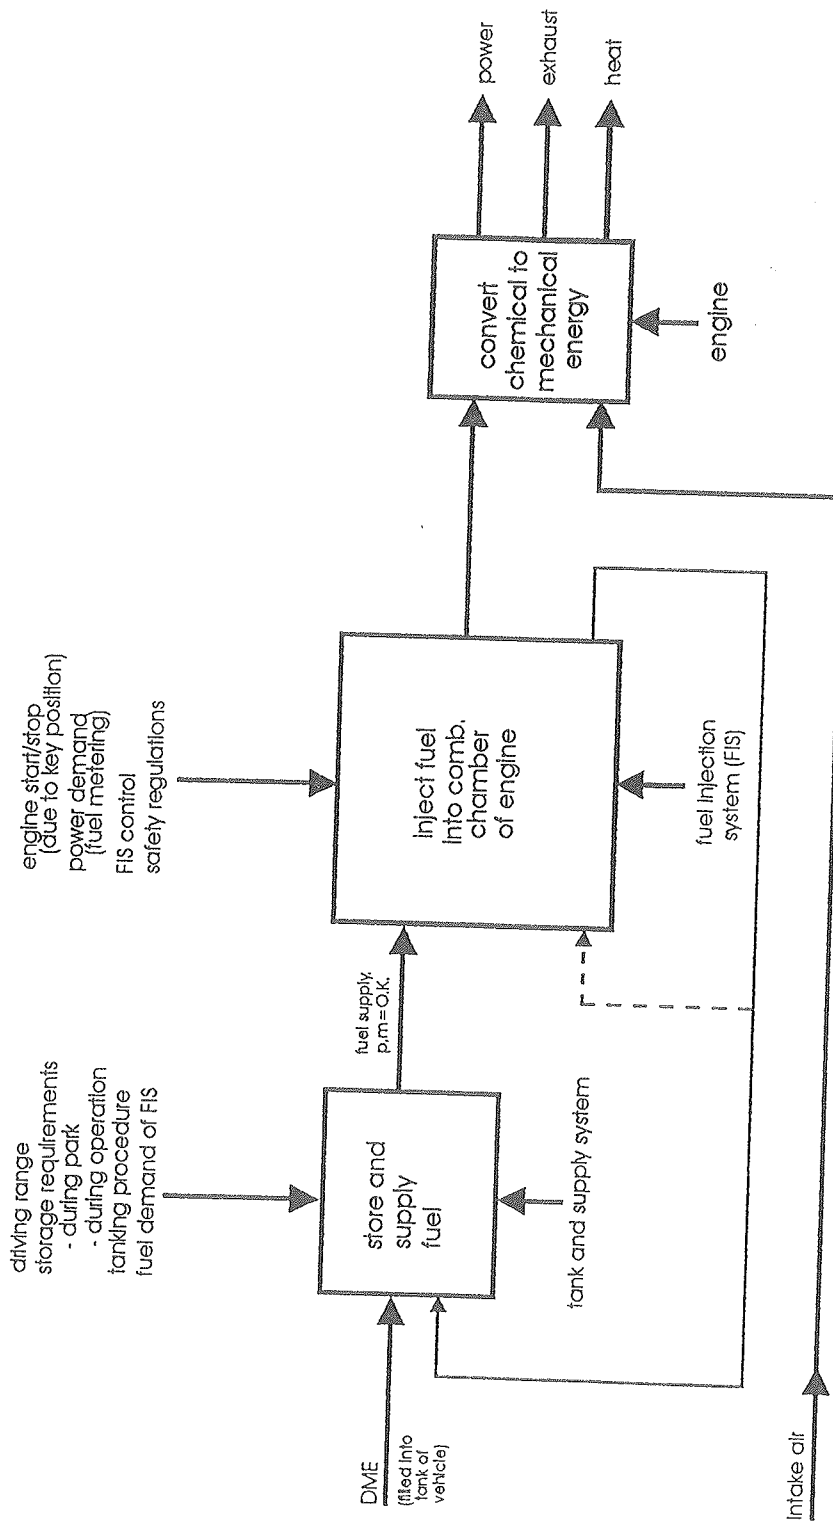 driving range
storage requirements
- during park
- during operation
tanking procedure
fuel demand of FIS
engine start/stop
(due to key position)
power demand
(fuel metering)
FIS control
safety regulations
DME
(filled into
tank of
vehicle)
store and
supply
fuel
tank and supply system
fuel supply,
p,m=O.K.
Inject fuel
into comb.
chamber
of engine
fuel injection
system (FIS)
convert
chemical to
mechanical
energy
engine
power
exhaust
heat
Intake air